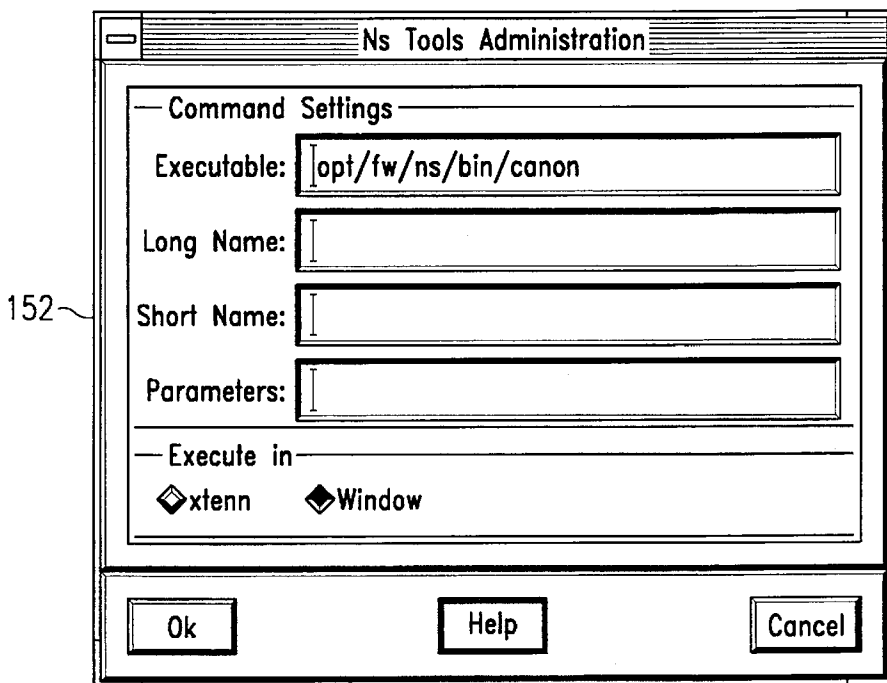 Ns Tools Administration
Command Settings
Executable: opt/fw/ns/bin/canon
Long Name:
152
Short Name:
Parameters:
Execute in
xtenn Window
Ok Help Cancel